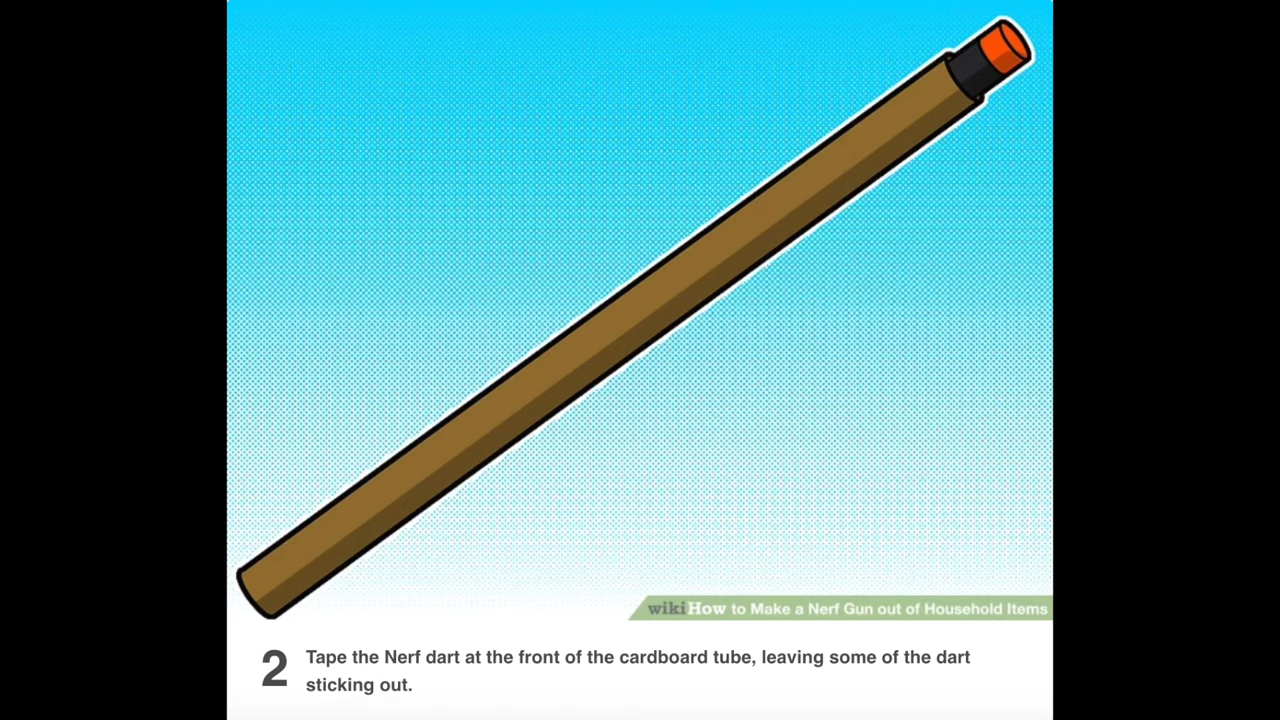 wikiHow to Make a Nerf Gun out of Household Items
2 Tape the Nerf dart at the front of the cardboard tube, leaving some of the dart
sticking out.